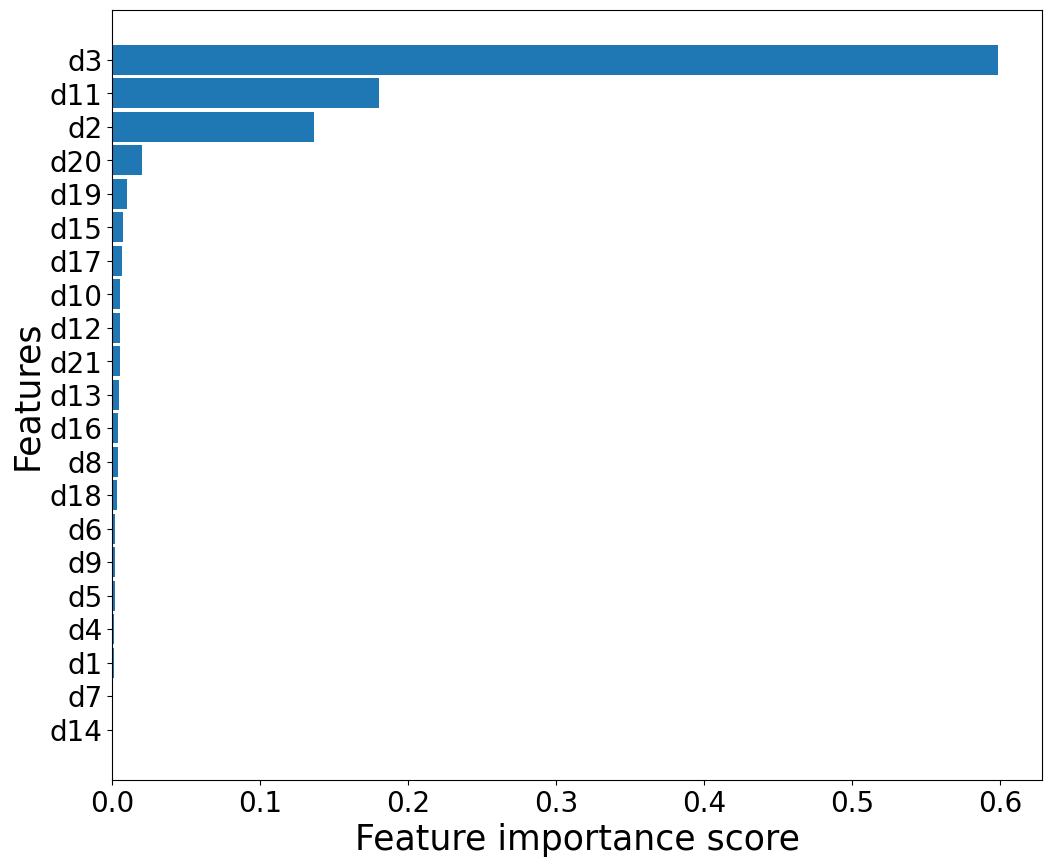 d3
d11
d2
d20
d19
d15
d17
d10
d12
d21
d13
d16
d8
d18
d6
d9
d5
d4
d1
d7
d14
Features
0.0 0.1 0.2 0.3 0.4 0.5 0.6
Feature importance score